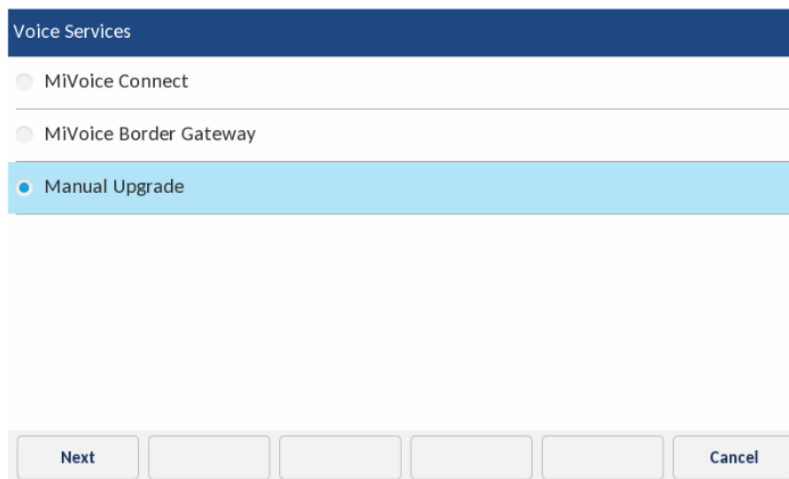 Voice Services
MiVoice Connect
MiVoice Border Gateway
Manual Upgrade
Next Cancel